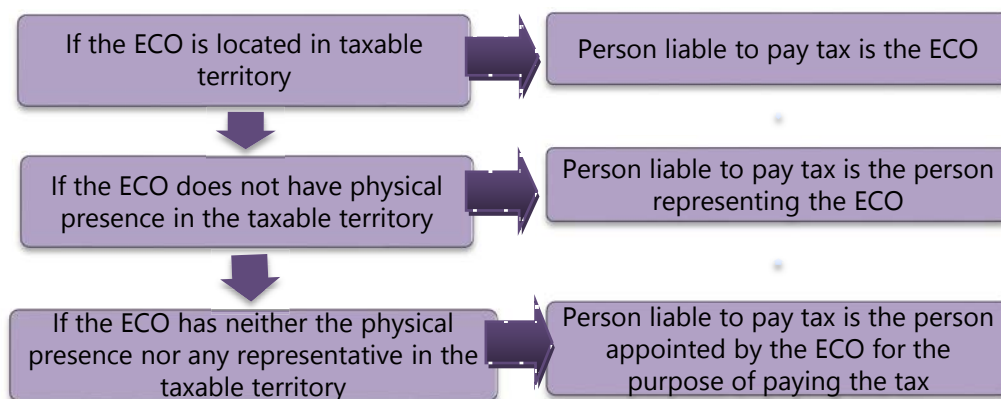 If the ECO is located in taxable
territory
Person liable to pay tax is the ECO
If the ECO does not have physical
presence in the taxable territory
Person liable to pay tax is the person
representing the ECO
If the ECO has neither the physical
presence nor any representative in the
taxable territory
Person liable to pay tax is the person
appointed by the ECO for the
purpose of paying the tax